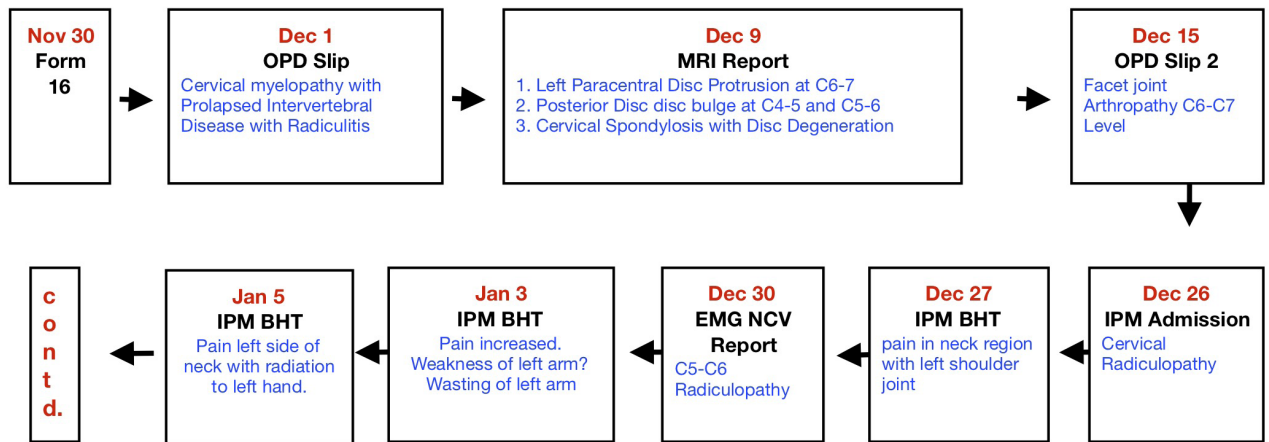 Nov 30
Form
16
Dec 1
OPD Slip
Cervical myelopathy with
Prolapsed Intervertebral
Disease with Radiculitis
Dec 9
MRI Report
1. Left Paracentral Disc Protrusion at C6-7
2. Posterior Disc disc bulge at C4-5 and C5-6
3. Cervical Spondylosis with Disc Degeneration
Dec 15
OPD Slip 2
Facet joint
Arthropathy C6-C7
Level
Dec 26
IPM Admission
Cervical
Radiculopathy
Dec 27
IPM BHT
pain in neck region
with left shoulder
joint
Dec 30
EMG NCV
Report
C5-C6
Radiculopathy
Jan 3
IPM BHT
Pain increased.
Weakness of left arm?
Wasting of left arm
Jan 5
IPM BHT
Pain left side of
neck with radiation
to left hand.
c
o
n
t
d.